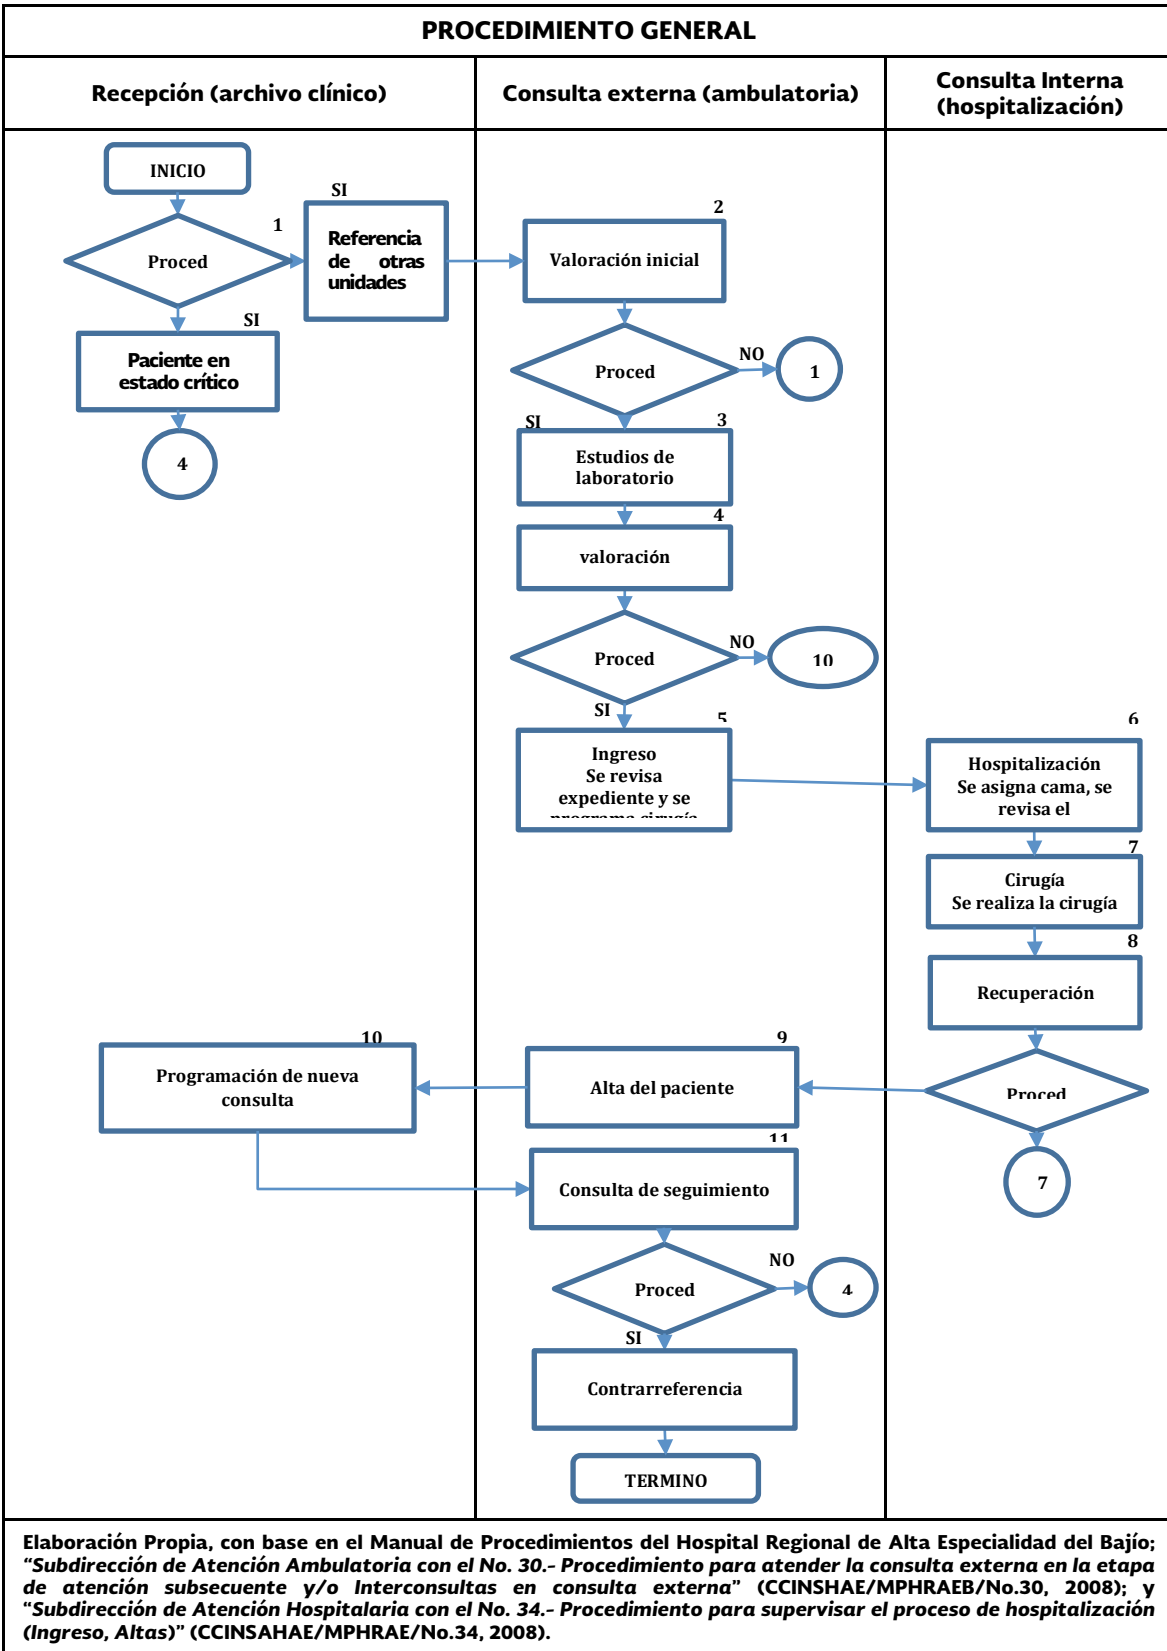 PROCEDIMIENTO GENERAL
Recepción (archivo clínico)
Consulta externa (ambulatoria)
Consulta Interna
(hospitalización)
INICIO
1
Proced
SI
Referencia
de otras
unidades
SI
Paciente en
estado crítico
4
2
Valoración inicial
Proced
NO
1
SI
3
Estudios de
laboratorio
4
valoración
Proced
NO
10
SI
5
Ingreso
Se revisa
expediente y se
programa cirugía
6
Hospitalización
Se asigna cama, se
revisa el
7
Cirugía
Se realiza la cirugía
8
Recuperación
Proced
7
9
Alta del paciente
10
Programación de nueva
consulta
11
Consulta de seguimiento
Proced
NO
4
SI
Contrarreferencia
TERMINO
Elaboración Propia, con base en el Manual de Procedimientos del Hospital Regional de Alta Especialidad del Bajío;
“Subdirección de Atención Ambulatoria con el No. 30.- Procedimiento para atender la consulta externa en la etapa
de atención subsecuente y/o Interconsultas en consulta externa” (CCINSHAE/MPHRAEB/No.30, 2008); y
“Subdirección de Atención Hospitalaria con el No. 34.- Procedimiento para supervisar el proceso de hospitalización
(Ingreso, Altas)” (CCINSAHAE/MPHRAE/No.34, 2008).